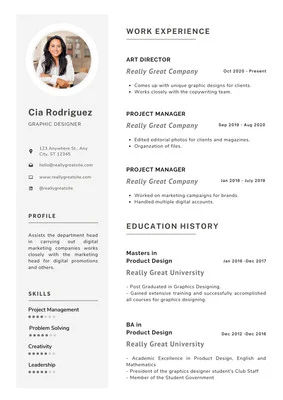 Cia Rodriguez
GRAPHIC DESIGNER
123 Anywhere St., Any
City, ST 12345
hello@reallygreatsite.com
www.reallygreatsite.com
@reallygreatsite
PROFILE
Assists the department head
in carrying out digital
marketing companies works
closely with the marketing
head for digital promotions
and others.
SKILLS
Project Management
Problem Solving
Creativity
Leadership
WORK EXPERIENCE
ART DIRECTOR
Really Great Company Oct 2020 - Present
Comes up with unique graphic designs for clients.
Works closely with the copywriting team.
PROJECT MANAGER
Really Great Company Sep 2019 - Aug 2020
Edited editorial photos for clients and magazines.
Organization of files.
PROJECT MANAGER
Really Great Company Jan 2018 - July 2019
Worked on marketing campaigns for brands.
Handled multiple digital accounts.
EDUCATION HISTORY
Masters in
Product Design Jan 2016 -Dec 2017
Really Great University
- Post Graduated in Graphics Designing.
- Gained extensive training and successfully accomplished
all courses for graphics designing.
BA in
Product Design Dec 2012 -Dec 2016
Really Great University
- Academic Excellence in Product Design, English and
Mathematics
- President of the graphics designer student's Club Staff
- Member of the Student Government